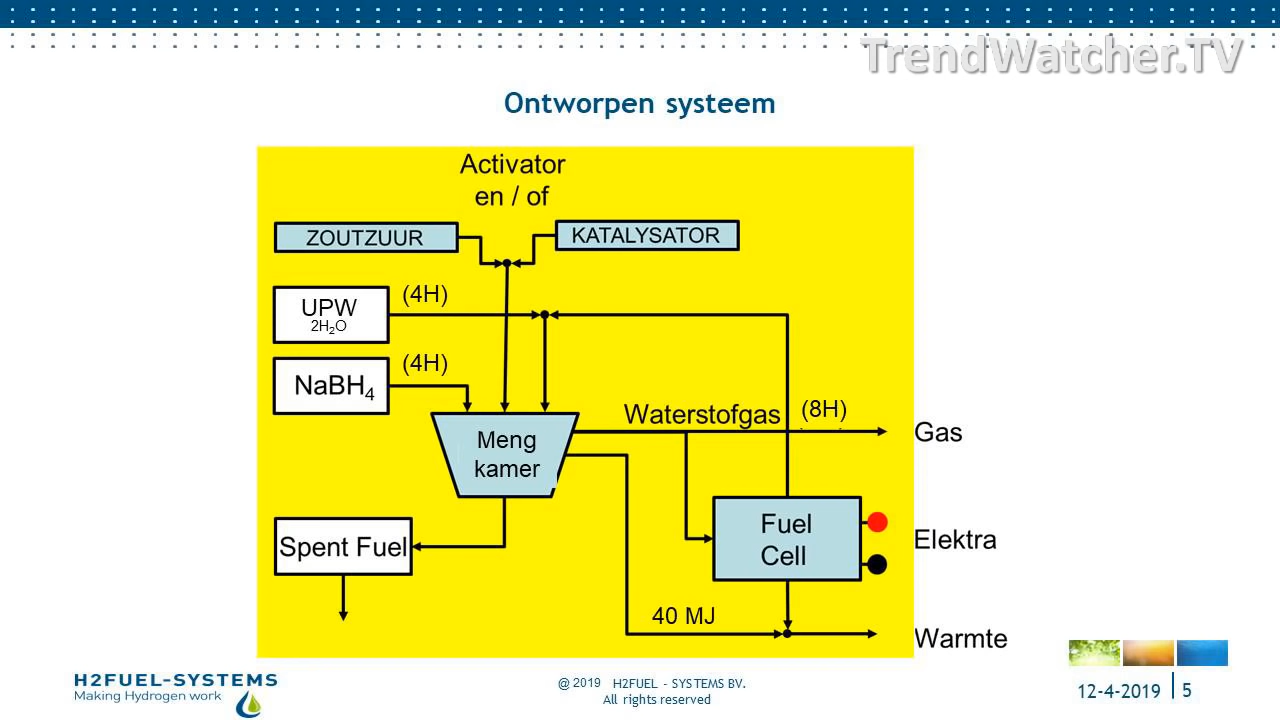 TrendWatcher.TV
Ontworpen systeem
Activator
en / of
ZOUTZUUR
KATALYSATOR
UPW
2H₂O
(4H)
NaBH₄
(4H)
Waterstofgas
(8H)
Gas
Meng
kamer
Fuel
Cell
Elektra
Spent Fuel
40 MJ
Warmte
H2FUEL-SYSTEMS
Making Hydrogen work
@ 2019 H2FUEL - SYSTEMS BV.
All rights reserved
12-4-2019 5